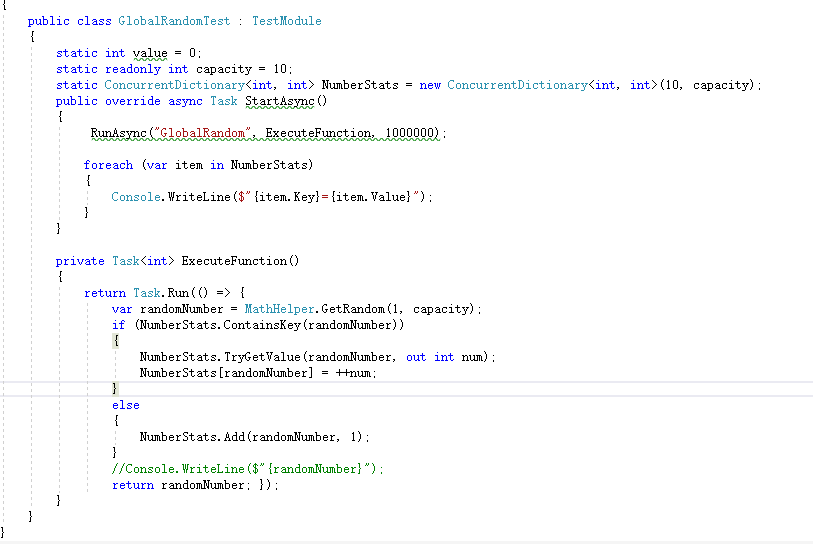 {
public class GlobalRandomTest : TestModule
{
static int value = 0;
static readonly int capacity = 10;
static ConcurrentDictionary<int, int> NumberStats = new ConcurrentDictionary<int, int>(10, capacity);
public override async Task StartAsync()
{
RunAsync("GlobalRandom", ExecuteFunction, 1000000);
foreach (var item in NumberStats)
{
Console.WriteLine($"{item.Key}={item.Value}");
}
}
private Task<int> ExecuteFunction()
{
return Task.Run(() => {
var randomNumber = MathHelper.GetRandom(1, capacity);
if (NumberStats.ContainsKey(randomNumber))
{
NumberStats.TryGetValue(randomNumber, out int num);
NumberStats[randomNumber] = ++num;
}
else
{
NumberStats.Add(randomNumber, 1);
}
//Console.WriteLine($"{randomNumber}");
return randomNumber; });
}
}
}